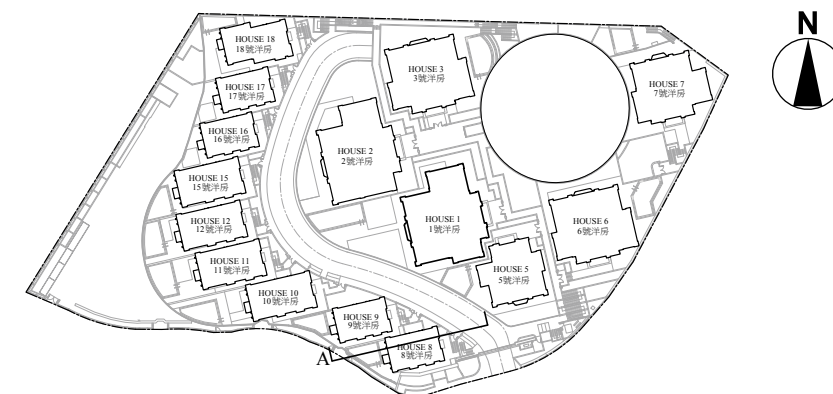 N
HOUSE 18
18號洋房
HOUSE 3
3號洋房
HOUSE 7
7號洋房
HOUSE 17
17號洋房
HOUSE 16
16號洋房
HOUSE 2
2號洋房
HOUSE 15
15號洋房
HOUSE 12
12號洋房
HOUSE 1
1號洋房
HOUSE 6
6號洋房
HOUSE 11
11號洋房
HOUSE 5
5號洋房
HOUSE 10
10號洋房
HOUSE 9
9號洋房
HOUSE 8
8號洋房
A